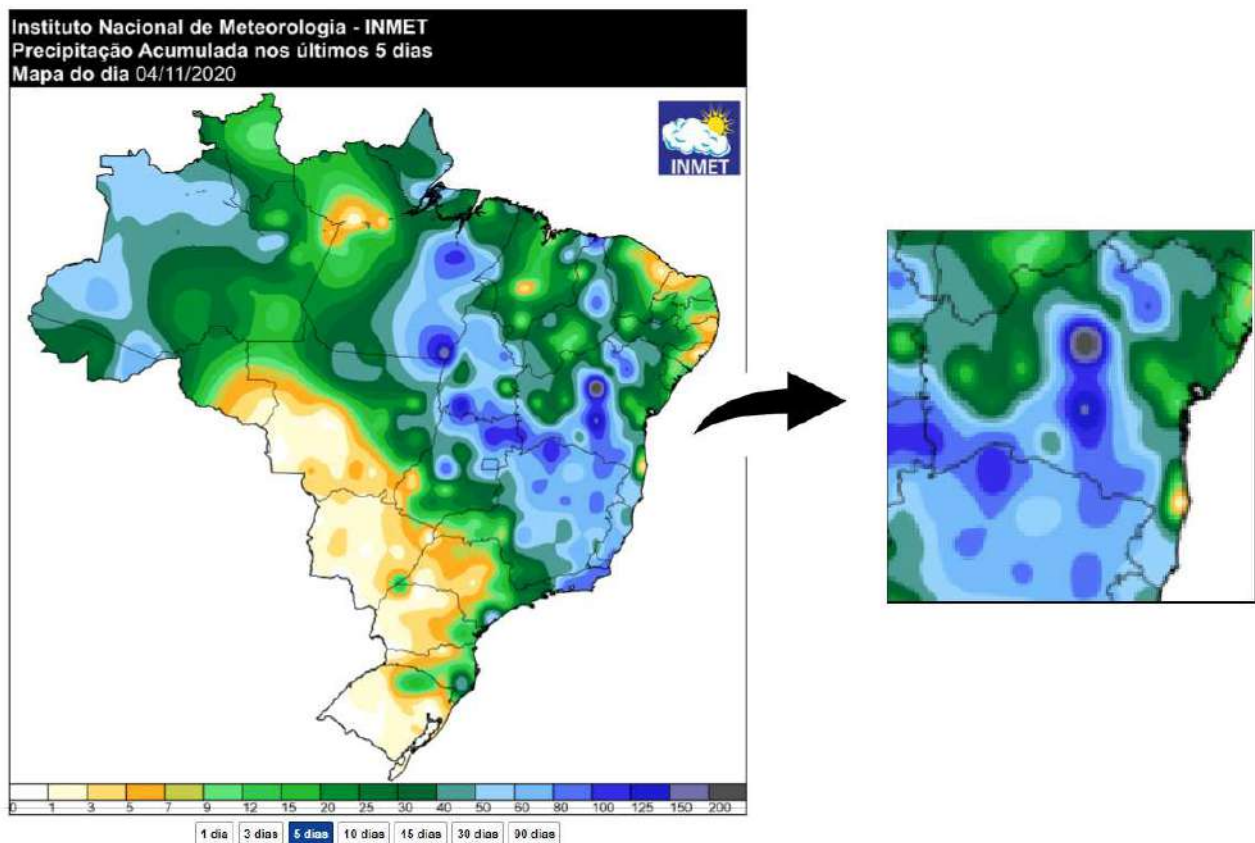 Instituto Nacional de Meteorologia - INMET
Precipitação Acumulada nos últimos 5 dias
Mapa do dia 04/11/2020
INMET
0 1 3 5 7 9 12 15 20 25 30 40 50 60 80 100 125 150 200
1 dia 3 dias 5 dias 10 dias 15 dias 30 dias 90 dias